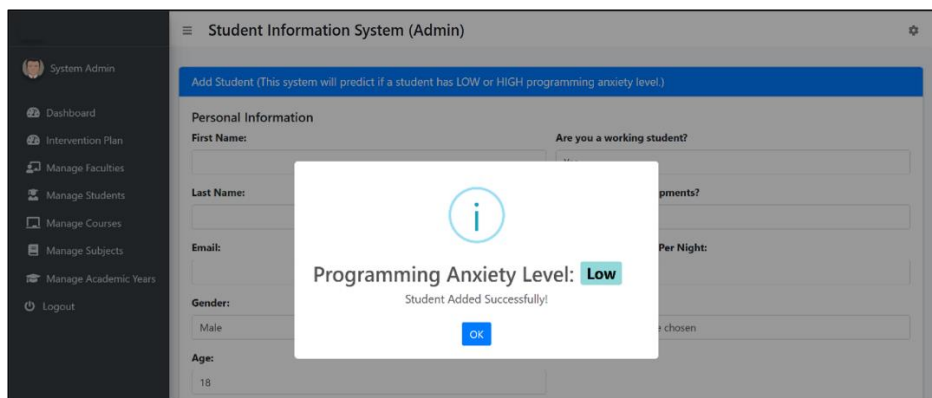 Student Information System (Admin)
System Admin
Dashboard
Intervention Plan
Manage Faculties
Manage Students
Manage Courses
Manage Subjects
Manage Academic Years
Logout
Add Student (This system will predict if a student has LOW or HIGH programming anxiety level.)
Personal Information
First Name:
Are you a working student?
Last Name:
pments?
Email:
Per Night:
Gender:
Male
chosen
Age:
18
i
Programming Anxiety Level: Low
Student Added Successfully!
OK